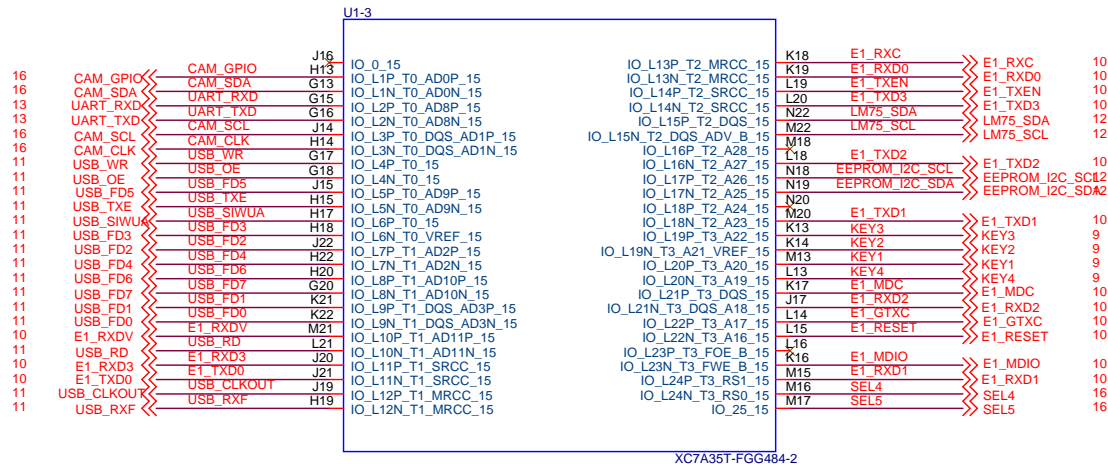 U1-3
J16 IO_0_15 IO_L13P_T2_MRCC_15 K18 E1_RXC E1_RXC 10
16 CAM_GPIO CAM_GPIO H13 IO_L1P_T0_AD0P_15 IO_L13N_T2_MRCC_15 K19 E1_RXD0 E1_RXD0 10
16 CAM_SDA CAM_SDA G13 IO_L1N_T0_AD0N_15 IO_L14P_T2_SRCC_15 L19 E1_TXEN E1_TXEN 10
13 UART_RXD UART_RXD G15 IO_L2P_T0_AD8P_15 IO_L14N_T2_SRCC_15 L20 E1_TXD3 E1_TXD3 10
13 UART_TXD UART_TXD G16 IO_L2N_T0_AD8N_15 IO_L15P_T2_DQS_15 N22 LM75_SDA LM75_SDA 12
16 CAM_SCL CAM_SCL J14 IO_L3P_T0_DQS_AD1P_15 IO_L15N_T2_DQS_ADV_B_15 M22 LM75_SCL LM75_SCL 12
16 CAM_CLK CAM_CLK H14 IO_L3N_T0_DQS_AD1N_15 IO_L16P_T2_A28_15 M18
11 USB_WR USB_WR G17 IO_L4P_T0_15 IO_L16N_T2_A27_15 L18 E1_TXD2 E1_TXD2 10
11 USB_OE USB_OE G18 IO_L4N_T0_15 IO_L17P_T2_A26_15 N18 EEPROM_I2C_SCL EEPROM_I2C_SCL 12
11 USB_FD5 USB_FD5 J15 IO_L5P_T0_AD9P_15 IO_L17N_T2_A25_15 N19 EEPROM_I2C_SDA EEPROM_I2C_SDA 12
11 USB_TXE USB_TXE H15 IO_L5N_T0_AD9N_15 IO_L18P_T2_A24_15 N20
11 USB_SIWUA USB_SIWUA H17 IO_L6P_T0_15 IO_L18N_T2_A23_15 M20 E1_TXD1 E1_TXD1 10
11 USB_FD3 USB_FD3 H18 IO_L6N_T0_VREF_15 IO_L19P_T3_A22_15 K13 KEY3 KEY3 9
11 USB_FD2 USB_FD2 J22 IO_L7P_T1_AD2P_15 IO_L19N_T3_A21_VREF_15 K14 KEY2 KEY2 9
11 USB_FD4 USB_FD4 H22 IO_L7N_T1_AD2N_15 IO_L20P_T3_A20_15 M13 KEY1 KEY1 9
11 USB_FD6 USB_FD6 H20 IO_L8P_T1_AD10P_15 IO_L20N_T3_A19_15 L13 KEY4 KEY4 9
11 USB_FD7 USB_FD7 G20 IO_L8N_T1_AD10N_15 IO_L21P_T3_DQS_15 K17 E1_MDC E1_MDC 10
11 USB_FD1 USB_FD1 K21 IO_L9P_T1_DQS_AD3P_15 IO_L21N_T3_DQS_A18_15 J17 E1_RXD2 E1_RXD2 10
11 USB_FD0 USB_FD0 K22 IO_L9N_T1_DQS_AD3N_15 IO_L22P_T3_A17_15 L14 E1_GTXC E1_GTXC 10
10 E1_RXDV E1_RXDV M21 IO_L10P_T1_AD11P_15 IO_L22N_T3_A16_15 L15 E1_RESET E1_RESET 10
11 USB_RD USB_RD L21 IO_L10N_T1_AD11N_15 IO_L23P_T3_FOE_B_15 L16
10 E1_RXD3 E1_RXD3 J20 IO_L11P_T1_SRCC_15 IO_L23N_T3_FWE_B_15 K16 E1_MDIO E1_MDIO 10
10 E1_TXD0 E1_TXD0 J21 IO_L11N_T1_SRCC_15 IO_L24P_T3_RS1_15 M15 E1_RXD1 E1_RXD1 10
11 USB_CLKOUT USB_CLKOUT J19 IO_L12P_T1_MRCC_15 IO_L24N_T3_RS0_15 M16 SEL4 SEL4 16
11 USB_RXF USB_RXF H19 IO_L12N_T1_MRCC_15 IO_25_15 M17 SEL5 SEL5 16
XC7A35T-FGG484-2